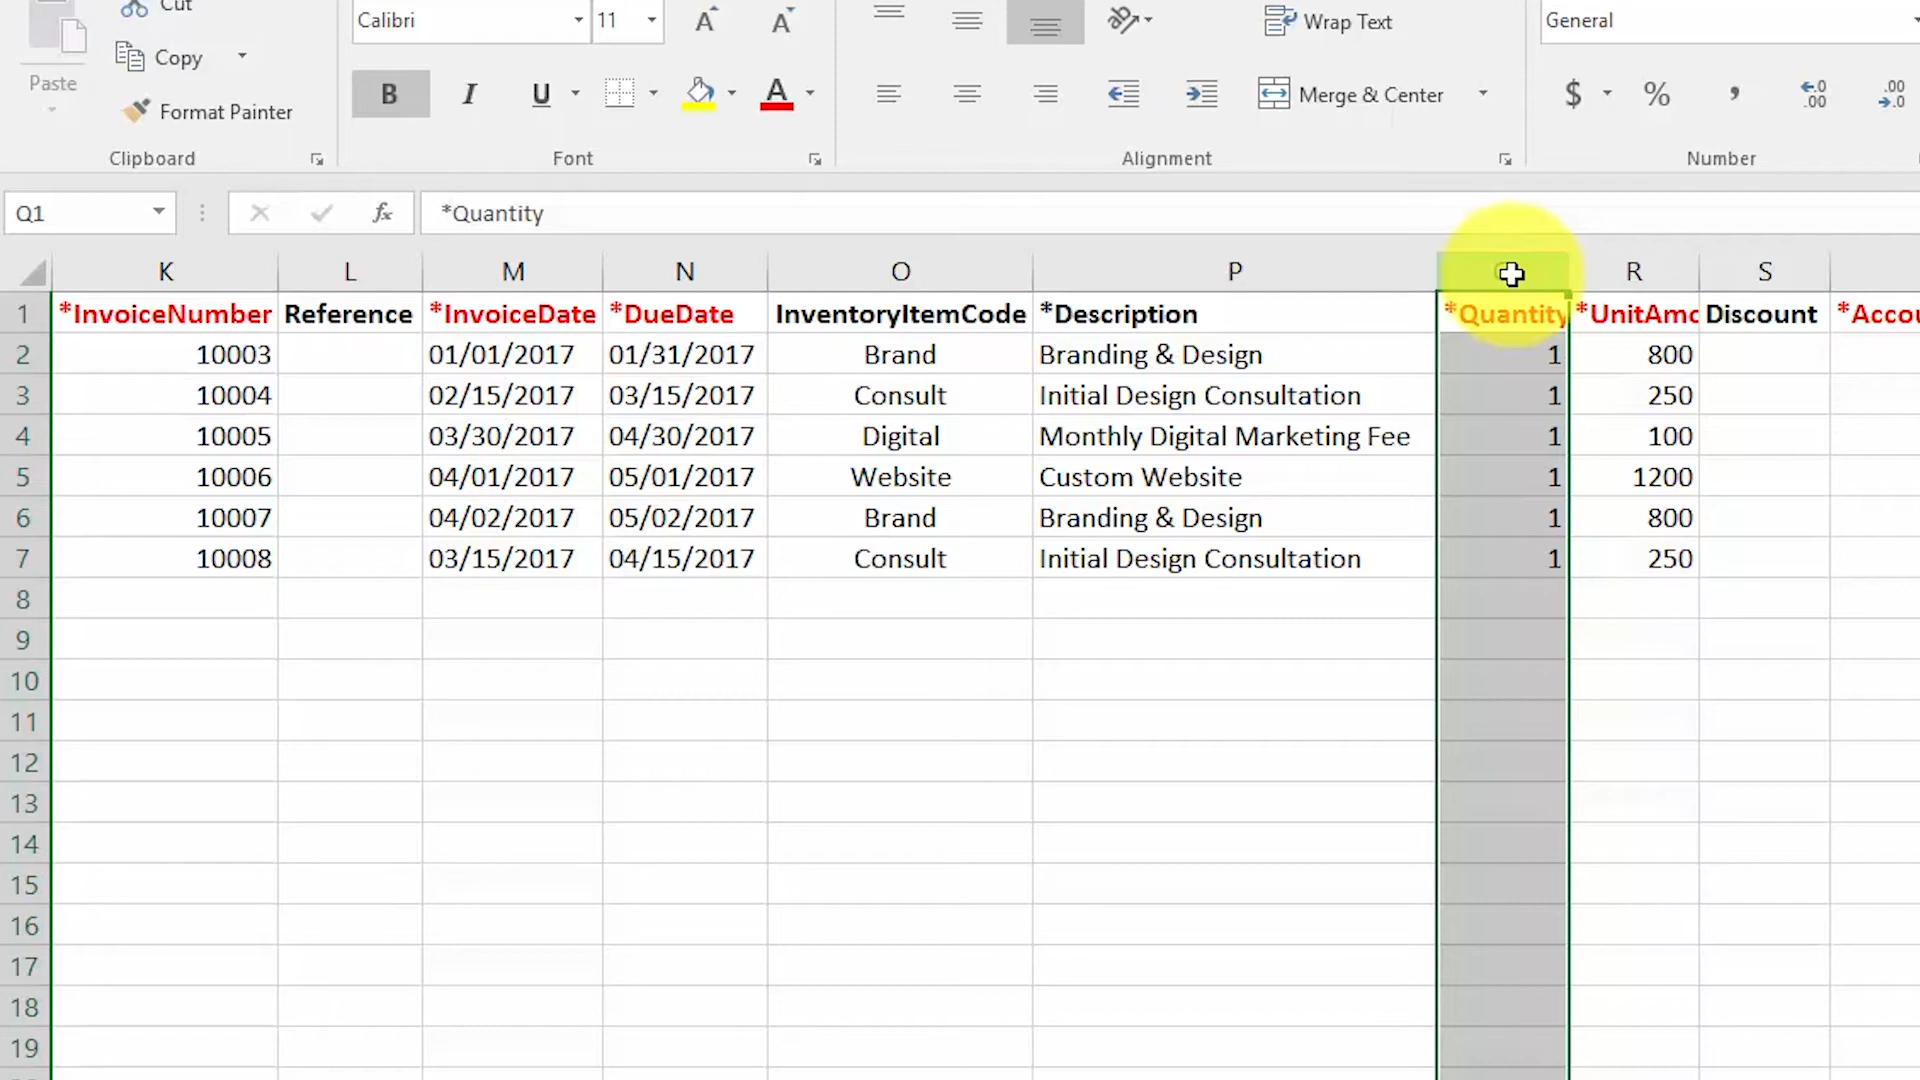 Cut
Copy
Paste
Format Painter
Clipboard
Calibri 11 A A
B I U A
Font
Wrap Text
Merge & Center
Alignment
General
$ % , .0 .00 .00 .0
Number
Q1 fx *Quantity
K L M N O P R S
1 *InvoiceNumber Reference *InvoiceDate *DueDate InventoryItemCode *Description *Quantity *UnitAmo Discount *Accou
2 10003 01/01/2017 01/31/2017 Brand Branding & Design 1 800
3 10004 02/15/2017 03/15/2017 Consult Initial Design Consultation 1 250
4 10005 03/30/2017 04/30/2017 Digital Monthly Digital Marketing Fee 1 100
5 10006 04/01/2017 05/01/2017 Website Custom Website 1 1200
6 10007 04/02/2017 05/02/2017 Brand Branding & Design 1 800
7 10008 03/15/2017 04/15/2017 Consult Initial Design Consultation 1 250
8
9
10
11
12
13
14
15
16
17
18
19